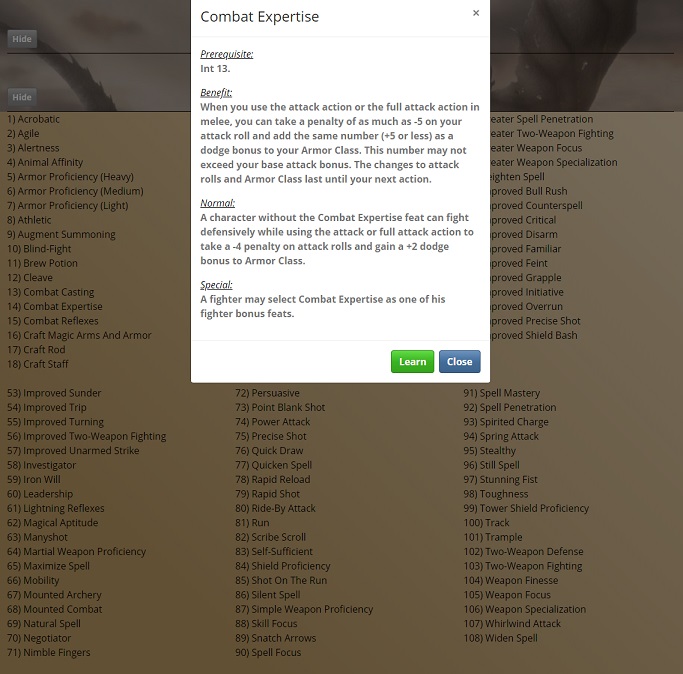 Combat Expertise
×
Prerequisite:
Int 13.
Benefit:
When you use the attack action or the full attack action in
melee, you can take a penalty of as much as -5 on your
attack roll and add the same number (+5 or less) as a
dodge bonus to your Armor Class. This number may not
exceed your base attack bonus. The changes to attack
rolls and Armor Class last until your next action.
Normal:
A character without the Combat Expertise feat can fight
defensively while using the attack or full attack action to
take a -4 penalty on attack rolls and gain a +2 dodge
bonus to Armor Class.
Special:
A fighter may select Combat Expertise as one of his
fighter bonus feats.
Learn
Close
Hide
Hide
1) Acrobatic
2) Agile
3) Alertness
4) Animal Affinity
5) Armor Proficiency (Heavy)
6) Armor Proficiency (Medium)
7) Armor Proficiency (Light)
8) Athletic
9) Augment Summoning
10) Blind-Fight
11) Brew Potion
12) Cleave
13) Combat Casting
14) Combat Expertise
15) Combat Reflexes
16) Craft Magic Arms And Armor
17) Craft Rod
18) Craft Staff
eater Spell Penetration
eater Two-Weapon Fighting
eater Weapon Focus
eater Weapon Specialization
eighten Spell
proved Bull Rush
proved Counterspell
proved Critical
proved Disarm
proved Familiar
proved Feint
proved Grapple
proved Initiative
proved Overrun
proved Precise Shot
proved Shield Bash
53) Improved Sunder
54) Improved Trip
55) Improved Turning
56) Improved Two-Weapon Fighting
57) Improved Unarmed Strike
58) Investigator
59) Iron Will
60) Leadership
61) Lightning Reflexes
62) Magical Aptitude
63) Manyshot
64) Martial Weapon Proficiency
65) Maximize Spell
66) Mobility
67) Mounted Archery
68) Mounted Combat
69) Natural Spell
70) Negotiator
71) Nimble Fingers
72) Persuasive
73) Point Blank Shot
74) Power Attack
75) Precise Shot
76) Quick Draw
77) Quicken Spell
78) Rapid Reload
79) Rapid Shot
80) Ride-By Attack
81) Run
82) Scribe Scroll
83) Self-Sufficient
84) Shield Proficiency
85) Shot On The Run
86) Silent Spell
87) Simple Weapon Proficiency
88) Skill Focus
89) Snatch Arrows
90) Spell Focus
91) Spell Mastery
92) Spell Penetration
93) Spirited Charge
94) Spring Attack
95) Stealthy
96) Still Spell
97) Stunning Fist
98) Toughness
99) Tower Shield Proficiency
100) Track
101) Trample
102) Two-Weapon Defense
103) Two-Weapon Fighting
104) Weapon Finesse
105) Weapon Focus
106) Weapon Specialization
107) Whirlwind Attack
108) Widen Spell